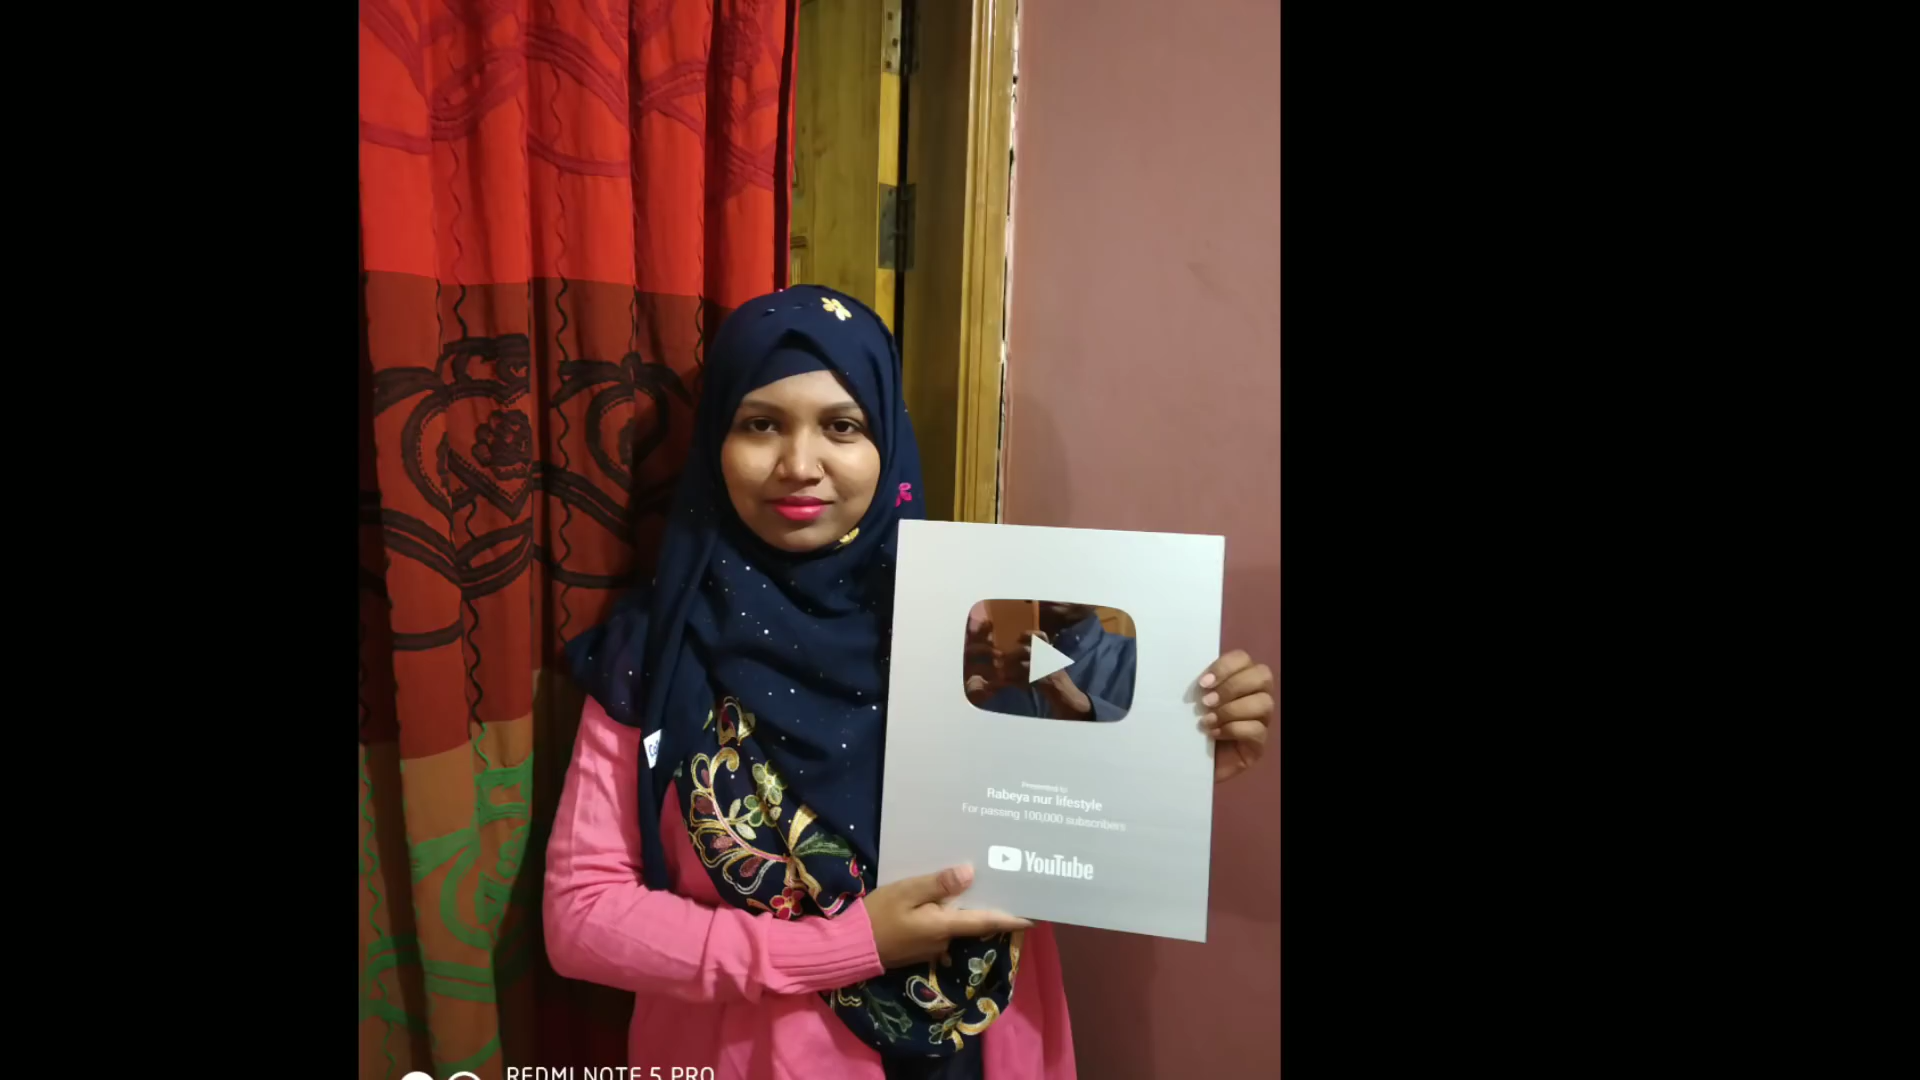 Presented to
Rabeya nur lifestyle
For passing 100,000 subscribers
YouTube
REDMI NOTE 5 PRO